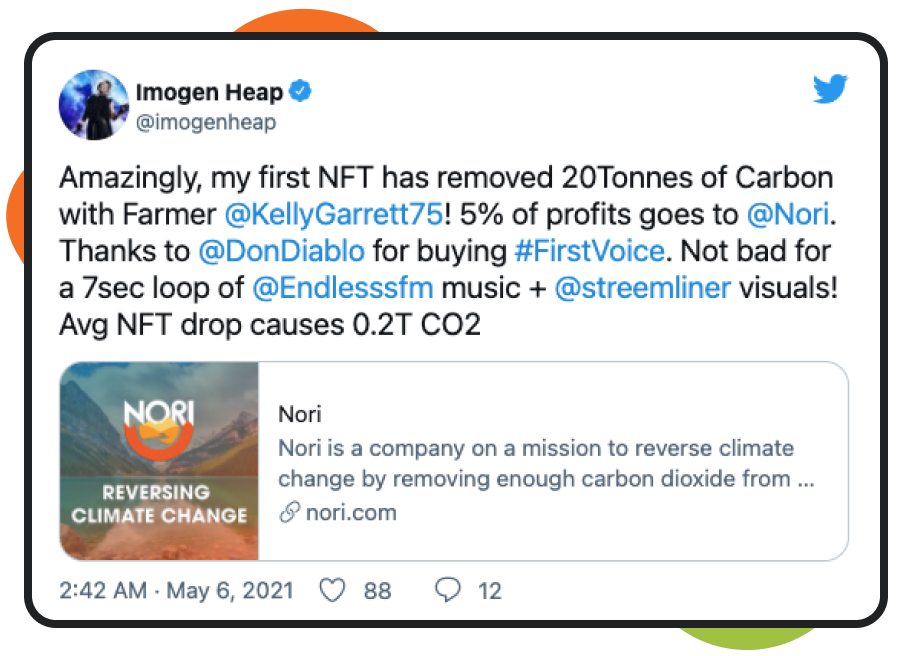 Imogen Heap
@imogenheap
Amazingly, my first NFT has removed 20Tonnes of Carbon
with Farmer @KellyGarrett75! 5% of profits goes to @Nori.
Thanks to @DonDiablo for buying #FirstVoice. Not bad for
a 7sec loop of @Endlesssfm music + @streemliner visuals!
Avg NFT drop causes 0.2T CO2
NORI
REVERSING
CLIMATE CHANGE
Nori
Nori is a company on a mission to reverse climate
change by removing enough carbon dioxide from ...
nori.com
2:42 AM · May 6, 2021 88 12